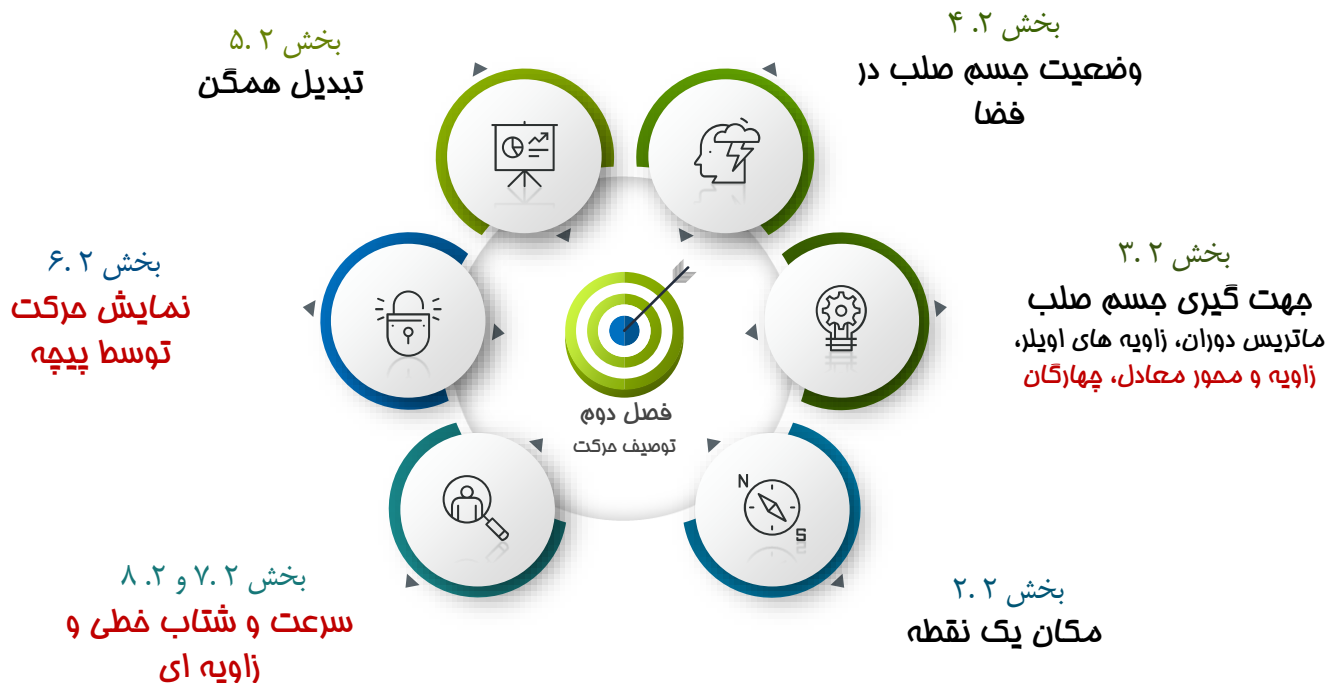 بخش ۲. ۴
وضعیت جسم صلب در
فضا
بخش ۲ .۵
تبدیل همگن
بخش ۲ .۳
جهت گیری جسم صلب
ماتریس دوران، زاویه های اویلر،
زاویه و محور معادل، چهارگان
بخش ۲ .۶
نمایش حرکت
توسط پیچه
فصل دوم
توصیف حرکت
N
S
بخش ۲ .۲
مکان یک نقطه
بخش ۲ .۷ و ۲. ۸
سرعت و شتاب خطی و
زاویه ای